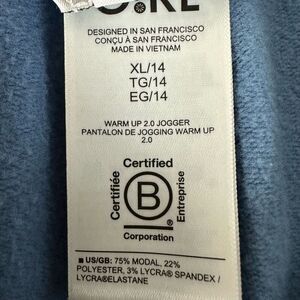 DESIGNED IN SAN FRANCISCO
CONÇU À SAN FRANCISCO
MADE IN VIETNAM
XL/14
TG/14
EG/14
WARM UP 2.0 JOGGER
PANTALON DE JOGGING WARM UP
2.0
Certified
Certifiée
B
Entreprise
®
Corporation
■ US/GB: 75% MODAL, 22%
POLYESTER, 3% LYCRA® SPANDEX /
LYCRA®ELASTANE